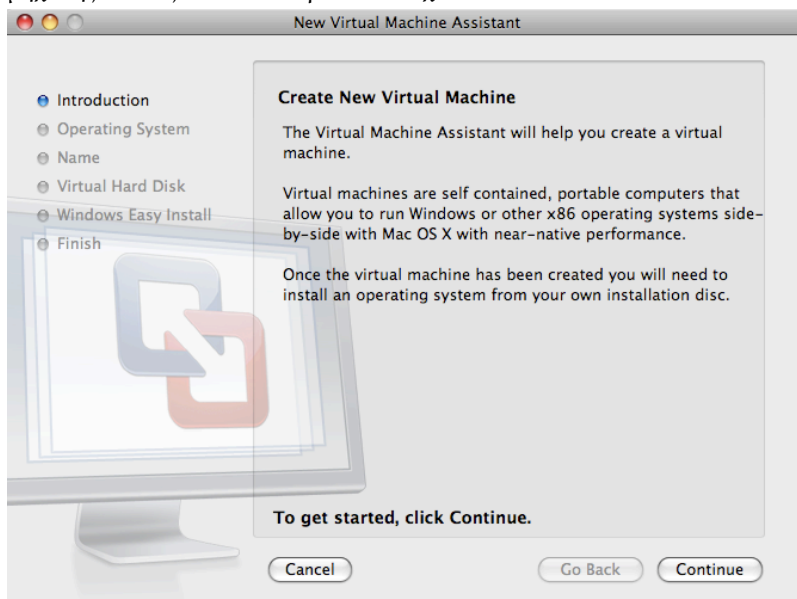 New Virtual Machine Assistant
Introduction
Operating System
Name
Virtual Hard Disk
Windows Easy Install
Finish
Create New Virtual Machine
The Virtual Machine Assistant will help you create a virtual
machine.
Virtual machines are self contained, portable computers that
allow you to run Windows or other x86 operating systems side-
by-side with Mac OS X with near-native performance.
Once the virtual machine has been created you will need to
install an operating system from your own installation disc.
To get started, click Continue.
Cancel
Go Back
Continue